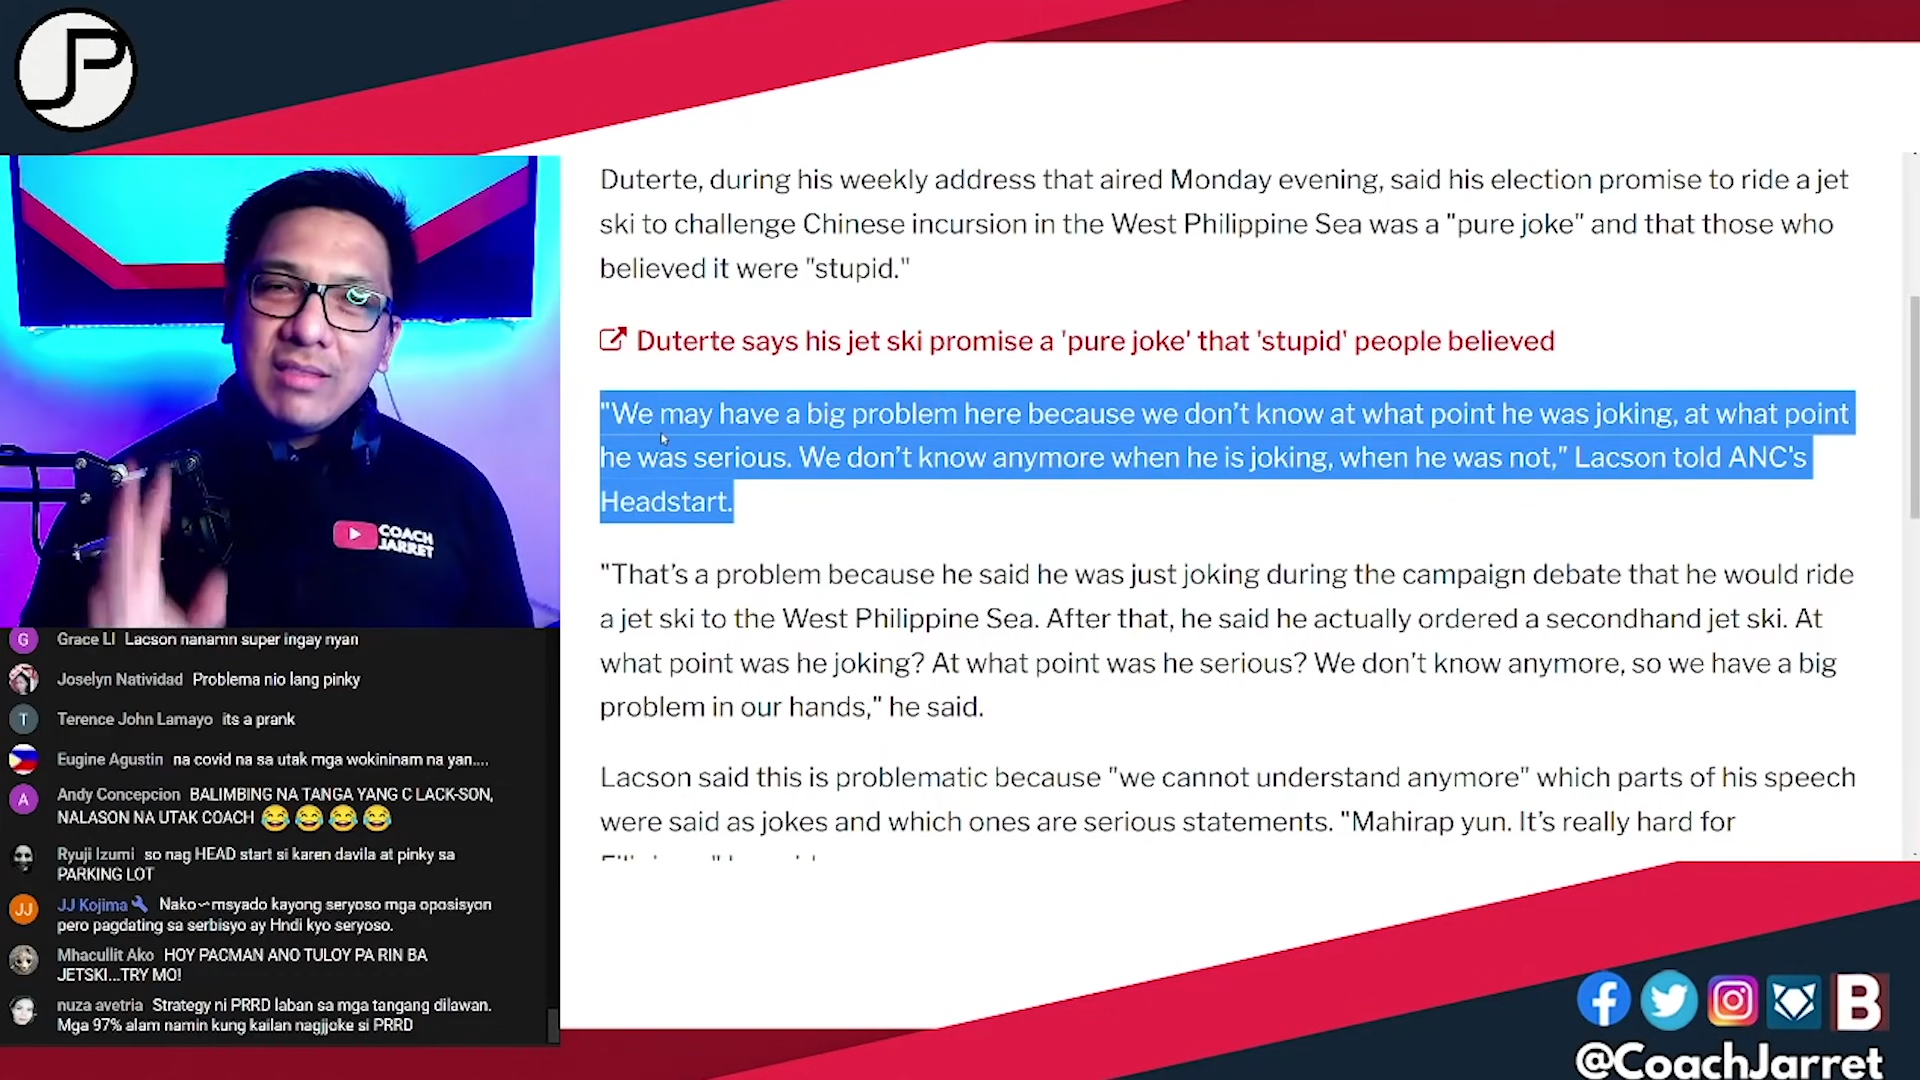 JP
Duterte, during his weekly address that aired Monday evening, said his election promise to ride a jet
ski to challenge Chinese incursion in the West Philippine Sea was a "pure joke" and that those who
believed it were "stupid."
Duterte says his jet ski promise a 'pure joke' that 'stupid' people believed
"We may have a big problem here because we don't know at what point he was joking, at what point
he was serious. We don't know anymore when he is joking, when he was not," Lacson told ANC's
Headstart.
"That's a problem because he said he was just joking during the campaign debate that he would ride
a jet ski to the West Philippine Sea. After that, he said he actually ordered a secondhand jet ski. At
what point was he joking? At what point was he serious? We don't know anymore, so we have a big
problem in our hands," he said.
Lacson said this is problematic because "we cannot understand anymore" which parts of his speech
were said as jokes and which ones are serious statements. "Mahirap yun. It's really hard for
COACH
JARRET
G Grace LI Lacson nanamn super ingay nyan
Joselyn Natividad Problema nio lang pinky
T Terence John Lamayo its a prank
Eugine Agustin na covid na sa utak mga wokininam na yan....
A Andy Concepcion BALIMBING NA TANGA YANG C LACK-SON,
NALASON NA UTAK COACH 😂 😂 😂 😂
Ryuji Izumi so nag HEAD start si karen davila at pinky sa
PARKING LOT
JJ JJ Kojima Nako~msyado kayong seryoso mga oposisyon
pero pagdating sa serbisyo ay Hndi kyo seryoso.
Mhacullit Ako HOY PACMAN ANO TULOY PA RIN BA
JETSKI...TRY MO!
nuza avetria Strategy ni PRRD laban sa mga tangang dilawan.
Mga 97% alam namin kung kailan nagjjoke si PRRD
B
@CoachJarret